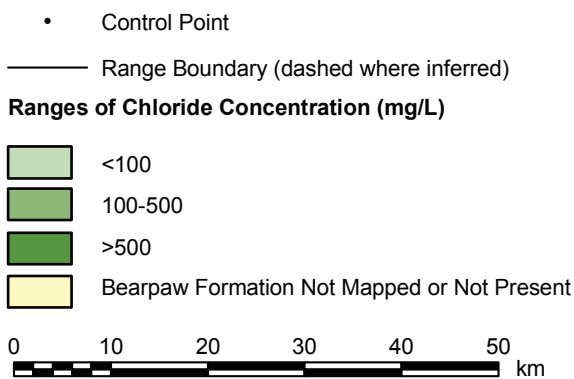 Control Point
Range Boundary (dashed where inferred)
Ranges of Chloride Concentration (mg/L)
<100
100-500
>500
Bearpaw Formation Not Mapped or Not Present
0 10 20 30 40 50
km